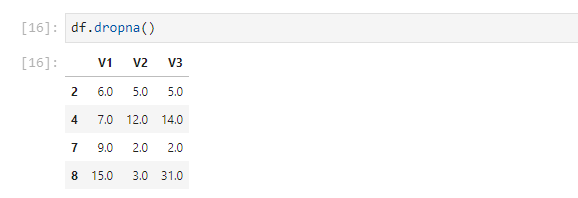 [16]: df.dropna()
[16]: V1 V2 V3
2 6.0 5.0 5.0
4 7.0 12.0 14.0
7 9.0 2.0 2.0
8 15.0 3.0 31.0